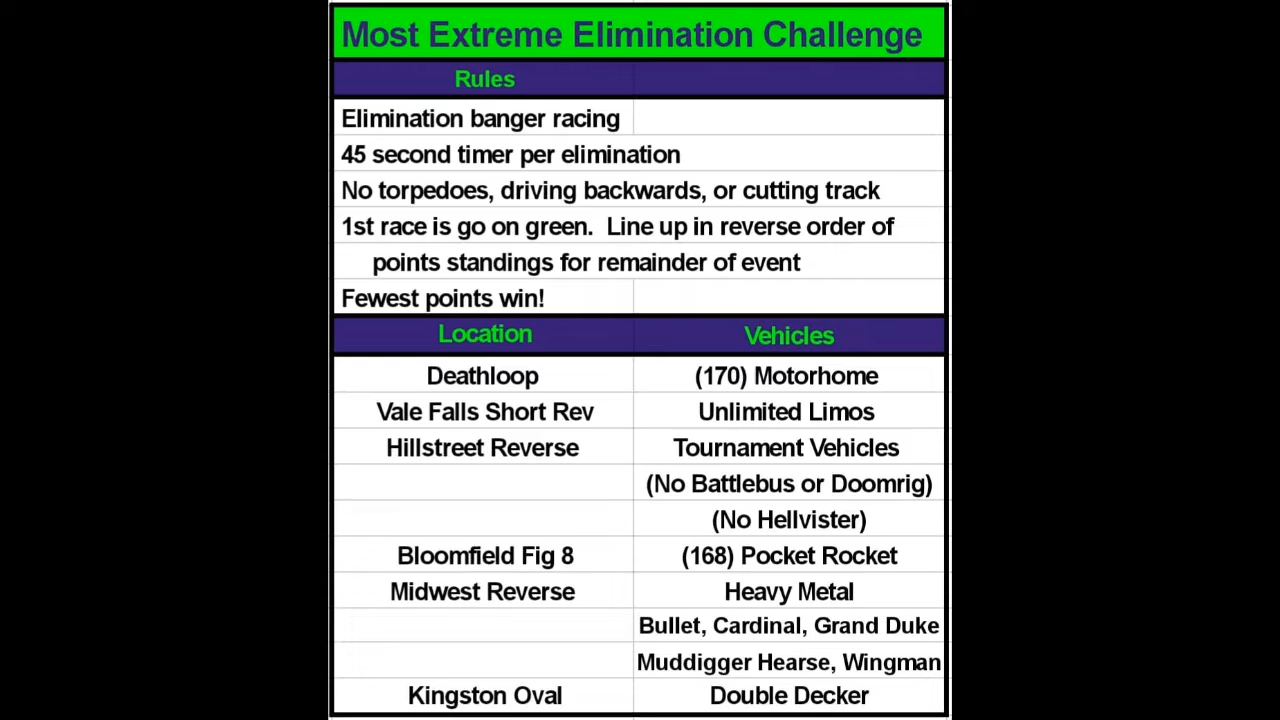 Most Extreme Elimination Challenge
Rules
Elimination banger racing
45 second timer per elimination
No torpedoes, driving backwards, or cutting track
1st race is go on green.  Line up in reverse order of
points standings for remainder of event
Fewest points win!
Location Vehicles
Deathloop (170) Motorhome
Vale Falls Short Rev Unlimited Limos
Hillstreet Reverse Tournament Vehicles
(No Battlebus or Doomrig)
(No Hellvister)
Bloomfield Fig 8 (168) Pocket Rocket
Midwest Reverse Heavy Metal
Bullet, Cardinal, Grand Duke
Muddigger Hearse, Wingman
Kingston Oval Double Decker